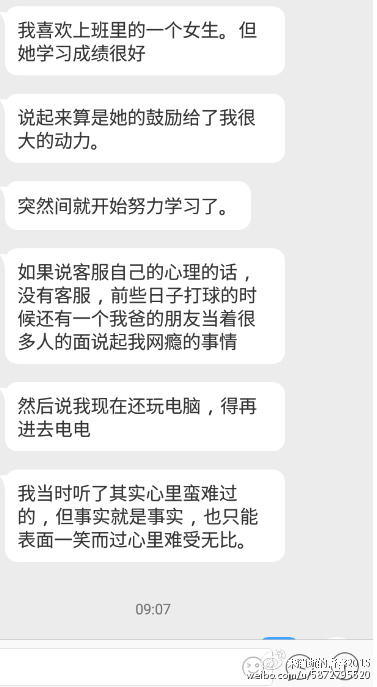 我喜欢上班里的一个女生。但
她学习成绩很好
说起来算是她的鼓励给了我很
大的动力。
突然间就开始努力学习了。
如果说客服自己的心理的话，
没有客服，前些日子打球的时
候还有一个我爸的朋友当着很
多人的面说起我网瘾的事情
然后说我现在还玩电脑，得再
进去电电
我当时听了其实心里蛮难过
的，但事实就是事实，也只能
表面一笑而过心里难受无比。
09:07
weibo.com/u/5872795520